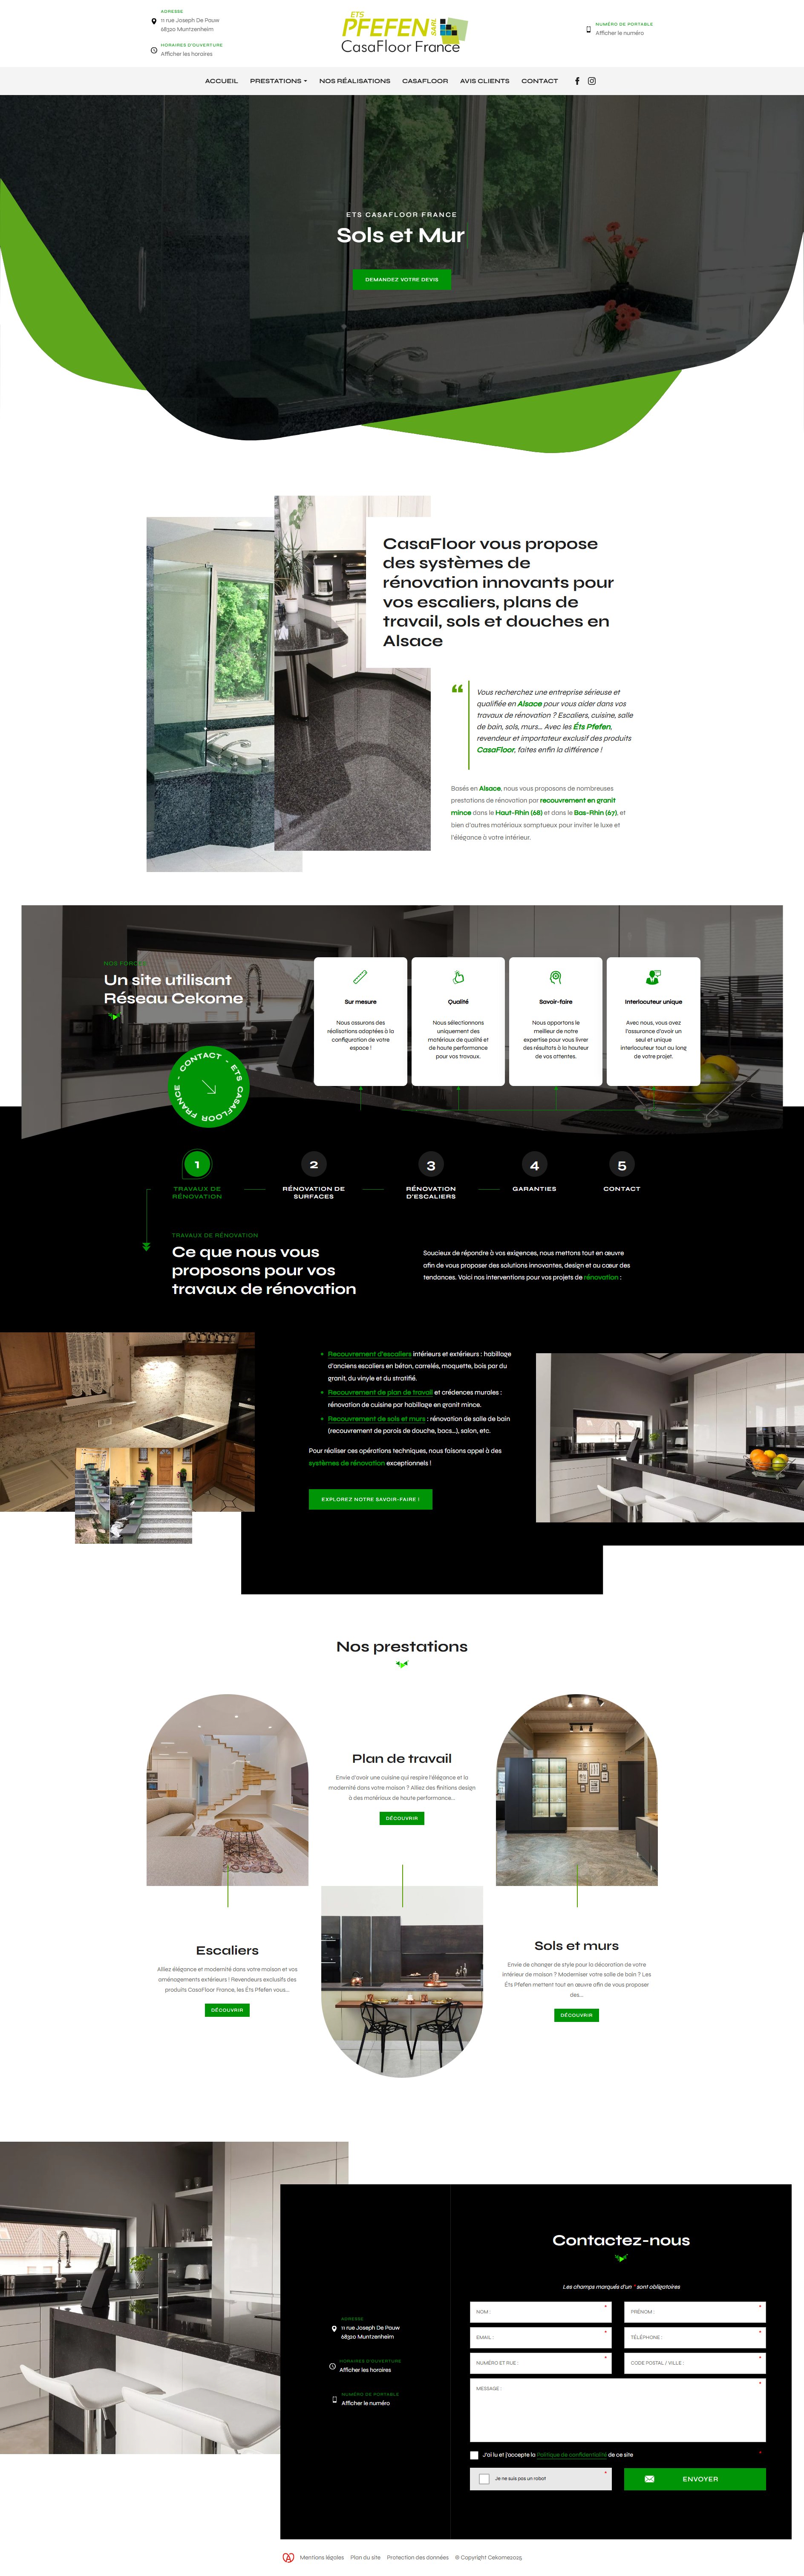 ADRESSE
11 rue Joseph De Pauw
68320 Muntzenheim
HORAIRES D'OUVERTURE
Afficher les horaires
ETS
PFEFEN
SARL
CasaFloor France
NUMÉRO DE PORTABLE
Afficher le numéro
ACCUEIL PRESTATIONS NOS RÉALISATIONS CASAFLOOR AVIS CLIENTS CONTACT
ETS CASAFLOOR FRANCE
Sols et Mur
DEMANDEZ VOTRE DEVIS
CasaFloor vous propose
des systèmes de
rénovation innovants pour
vos escaliers, plans de
travail, sols et douches en
Alsace
Vous recherchez une entreprise sérieuse et
qualifiée en Alsace pour vous aider dans vos
travaux de rénovation ? Escaliers, cuisine, salle
de bain, sols, murs... Avec les Éts Pfefen,
revendeur et importateur exclusif des produits
CasaFloor, faites enfin la différence !
Basés en Alsace, nous vous proposons de nombreuses
prestations de rénovation par recouvrement en granit
mince dans le Haut-Rhin (68) et dans le Bas-Rhin (67), et
bien d'autres matériaux somptueux pour inviter le luxe et
l'élégance à votre intérieur.
NOS FORCES
Un site utilisant
Réseau Cekome
CONTACT - ETS CASAFLOOR FRANCE -
Sur mesure
Nous assurons des
réalisations adaptées à la
configuration de votre
espace !
Qualité
Nous sélectionnons
uniquement des
matériaux de qualité et
de haute performance
pour vos travaux.
Savoir-faire
Nous apportons le
meilleur de notre
expertise pour vous livrer
des résultats à la hauteur
de vos attentes.
Interlocuteur unique
Avec nous, vous avez
l'assurance d'avoir un
seul et unique
interlocuteur tout au long
de votre projet.
1
TRAVAUX DE
RÉNOVATION
2
RÉNOVATION DE
SURFACES
3
RÉNOVATION
D'ESCALIERS
4
GARANTIES
5
CONTACT
TRAVAUX DE RÉNOVATION
Ce que nous vous
proposons pour vos
travaux de rénovation
Soucieux de répondre à vos exigences, nous mettons tout en œuvre
afin de vous proposer des solutions innovantes, design et au cœur des
tendances. Voici nos interventions pour vos projets de rénovation :
Recouvrement d'escaliers intérieurs et extérieurs : habillage
d'anciens escaliers en béton, carrelés, moquette, bois par du
granit, du vinyle et du stratifié.
Recouvrement de plan de travail et crédences murales :
rénovation de cuisine par habillage en granit mince.
Recouvrement de sols et murs : rénovation de salle de bain
(recouvrement de parois de douche, bacs...), salon, etc.
Pour réaliser ces opérations techniques, nous faisons appel à des
systèmes de rénovation exceptionnels !
EXPLOREZ NOTRE SAVOIR-FAIRE !
Nos prestations
Plan de travail
Envie d'avoir une cuisine qui respire l'élégance et la
modernité dans votre maison ? Alliez des finitions design
à des matériaux de haute performance...
DÉCOUVRIR
Escaliers
Alliez élégance et modernité dans votre maison et vos
aménagements extérieurs ! Revendeurs exclusifs des
produits CasaFloor France, les Éts Pfefen vous...
DÉCOUVRIR
Sols et murs
Envie de changer de style pour la décoration de votre
intérieur de maison ? Moderniser votre salle de bain ? Les
Éts Pfefen mettent tout en œuvre afin de vous proposer
des...
DÉCOUVRIR
ADRESSE
11 rue Joseph De Pauw
68320 Muntzenheim
HORAIRES D'OUVERTURE
Afficher les horaires
NUMÉRO DE PORTABLE
Afficher le numéro
Contactez-nous
Les champs marqués d'un * sont obligatoires
NOM : *
PRÉNOM : *
EMAIL : *
TÉLÉPHONE : *
NUMÉRO ET RUE : *
CODE POSTAL / VILLE : *
MESSAGE : *
J'ai lu et j'accepte la Politique de confidentialité de ce site *
Je ne suis pas un robot *
ENVOYER
Mentions légales Plan du site Protection des données © Copyright Cekome2025